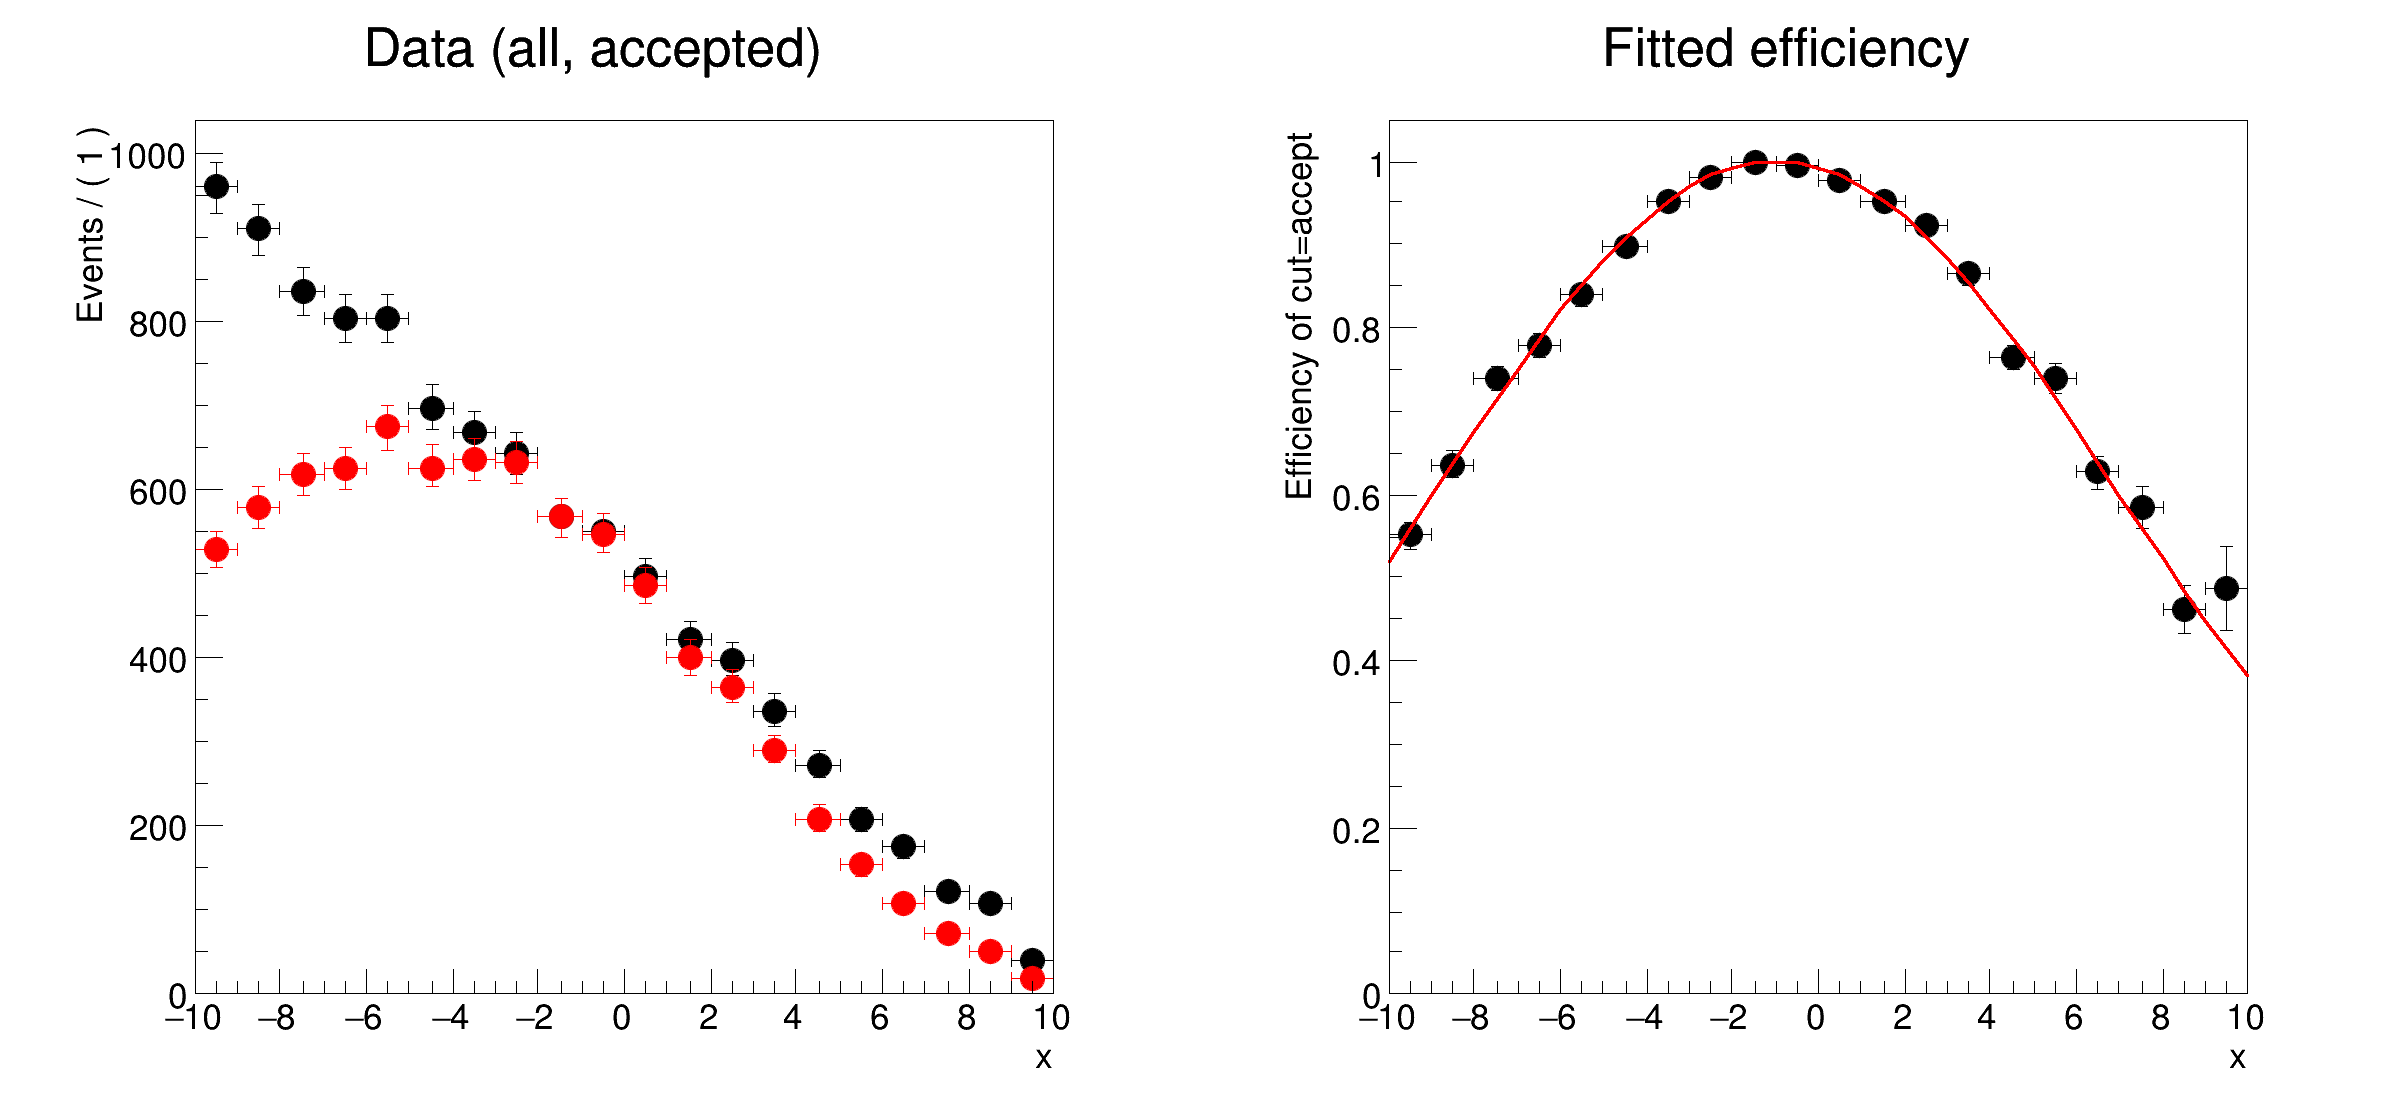 Data (all, accepted)
Events / ( 1 )
1000
800
600
400
200
0
−10 −8 −6 −4 −2 0 2 4 6 8 10
x
Fitted efficiency
Efficiency of cut=accept
1
0.8
0.6
0.4
0.2
0
−10 −8 −6 −4 −2 0 2 4 6 8 10
x